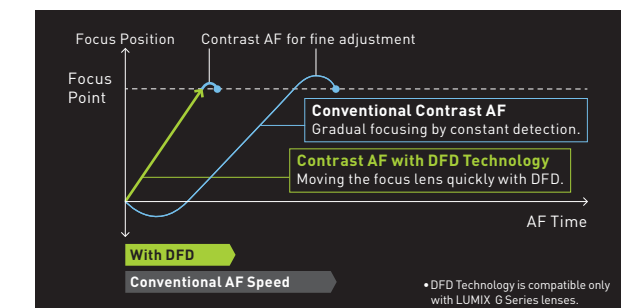 Focus Position
Contrast AF for fine adjustment
Focus
Point
Conventional Contrast AF
Gradual focusing by constant detection.
Contrast AF with DFD Technology
Moving the focus lens quickly with DFD.
AF Time
With DFD
Conventional AF Speed
•DFD Technology is compatible only
with LUMIX G Series lenses.